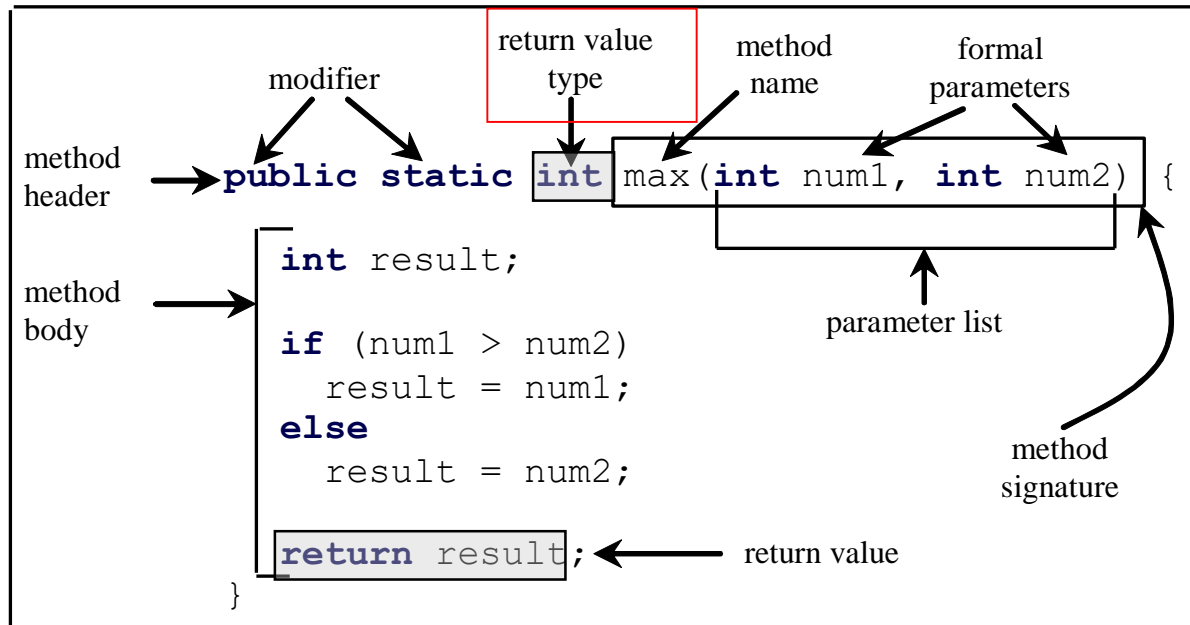 return value
type
method
name
formal
parameters
modifier
method
header
public static int max(int num1, int num2) {
int result;
method
body
parameter list
if (num1 > num2)
result = num1;
else
result = num2;
method
signature
return result;
return value
}